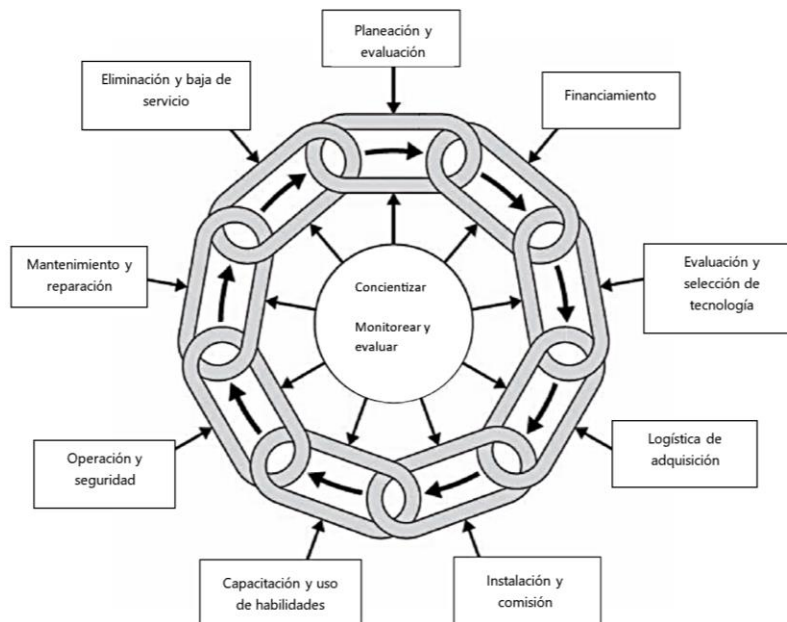 Planeación y
evaluación
Financiamiento
Evaluación y
selección de
tecnología
Logística de
adquisición
Instalación y
comisión
Capacitación y uso
de habilidades
Operación y
seguridad
Mantenimiento y
reparación
Eliminación y baja de
servicio
Concientizar
Monitorear y
evaluar